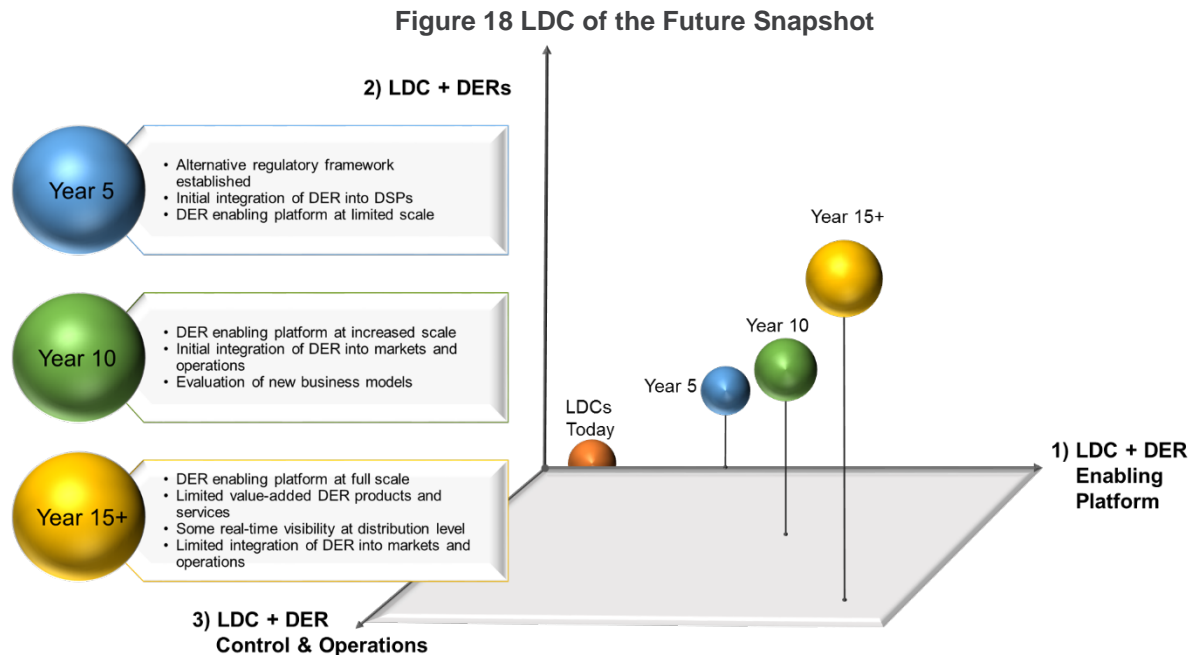 Figure 18 LDC of the Future Snapshot
2) LDC + DERs
Year 5
• Alternative regulatory framework
established
• Initial integration of DER into DSPs
• DER enabling platform at limited scale
Year 10
• DER enabling platform at increased scale
• Initial integration of DER into markets and
operations
• Evaluation of new business models
Year 15+
• DER enabling platform at full scale
• Limited value-added DER products and
services
• Some real-time visibility at distribution level
• Limited integration of DER into markets and
operations
Year 15+
Year 10
Year 5
LDCs
Today
1) LDC + DER
Enabling
Platform
3) LDC + DER
Control & Operations